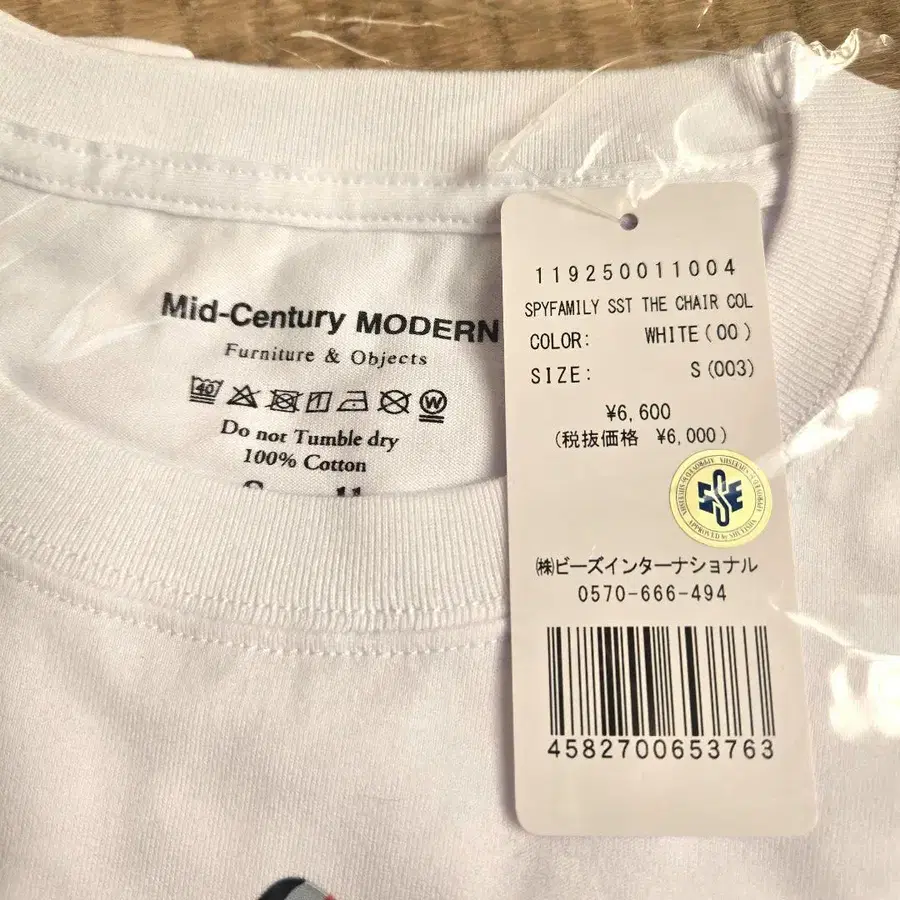 Mid-Century MODERN
Furniture & Objects
40
W
Do not Tumble dry
100% Cotton
119250011004
SPYFAMILY SST THE CHAIR COL
COLOR: WHITE(00)
SIZE: S(003)
¥6,600
(税抜価格 ¥6,000)
㈱ビーズインターナショナル
0570-666-494
4582700653763